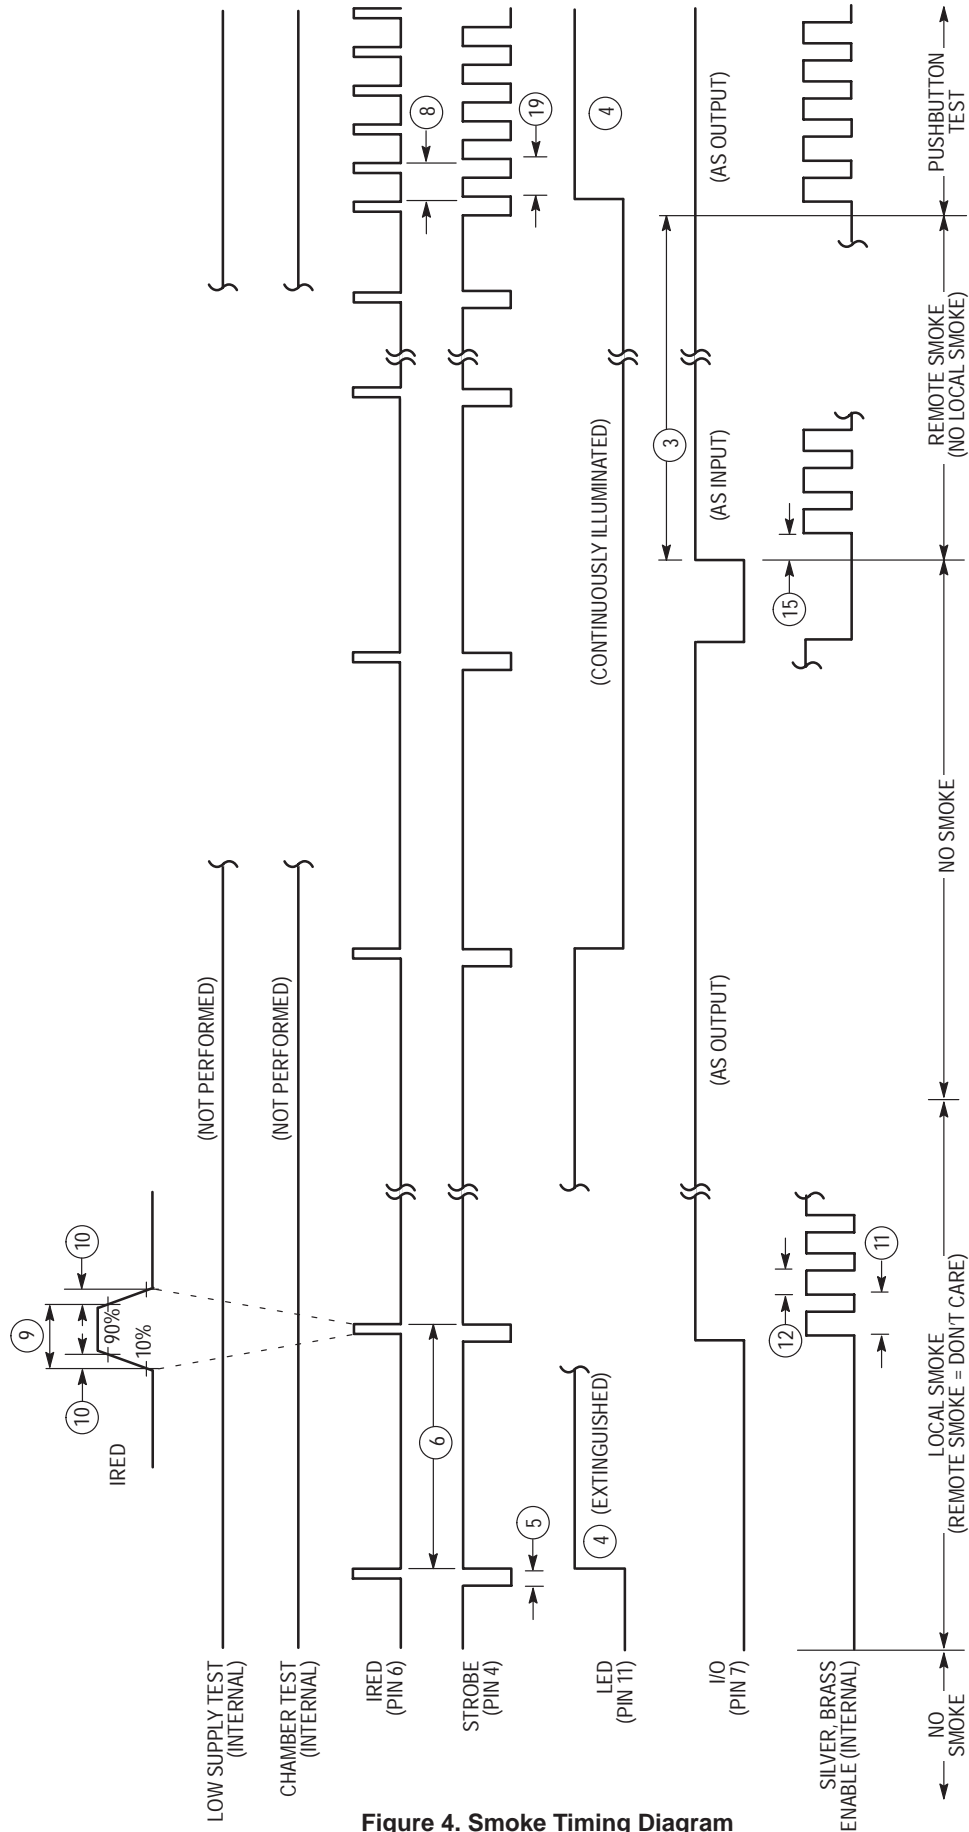 IRED
9
10
10
90%
10%
LOW SUPPLY TEST
(INTERNAL)
(NOT PERFORMED)
CHAMBER TEST
(INTERNAL)
(NOT PERFORMED)
IRED
(PIN 6)
6
8
STROBE
(PIN 4)
5
19
LED
(PIN 11)
4
(EXTINGUISHED)
(CONTINUOUSLY ILLUMINATED)
4
I/O
(PIN 7)
(AS OUTPUT)
3
(AS INPUT)
(AS OUTPUT)
SILVER, BRASS
ENABLE (INTERNAL)
12
11
15
NO
SMOKE
LOCAL SMOKE
(REMOTE SMOKE = DON'T CARE)
NO SMOKE
REMOTE SMOKE
(NO LOCAL SMOKE)
PUSHBUTTON
TEST
Figure 4. Smoke Timing Diagram